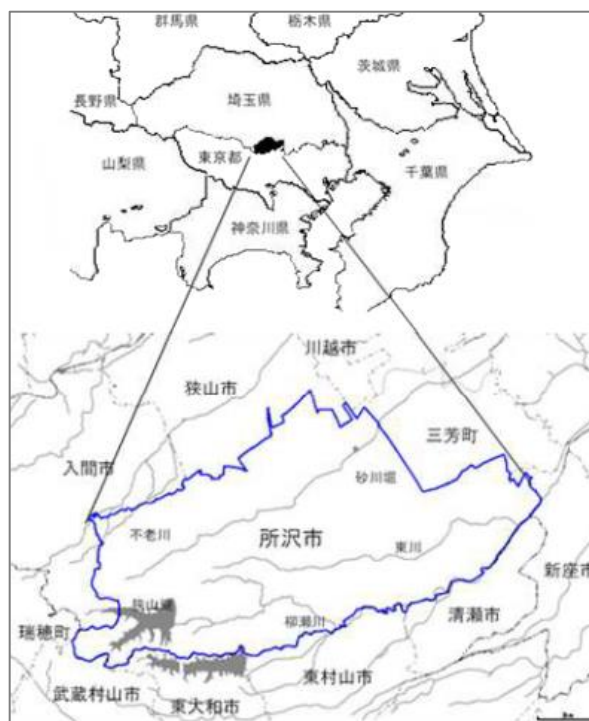 群馬県
栃木県
茨城県
長野県
埼玉県
東京都
山梨県
千葉県
神奈川県
川越市
狭山市
三芳町
入間市
砂川堀
不老川
所沢市
東川
新座市
狭山湖
柳瀬川
清瀬市
瑞穂町
東村山市
武蔵村山市
東大和市